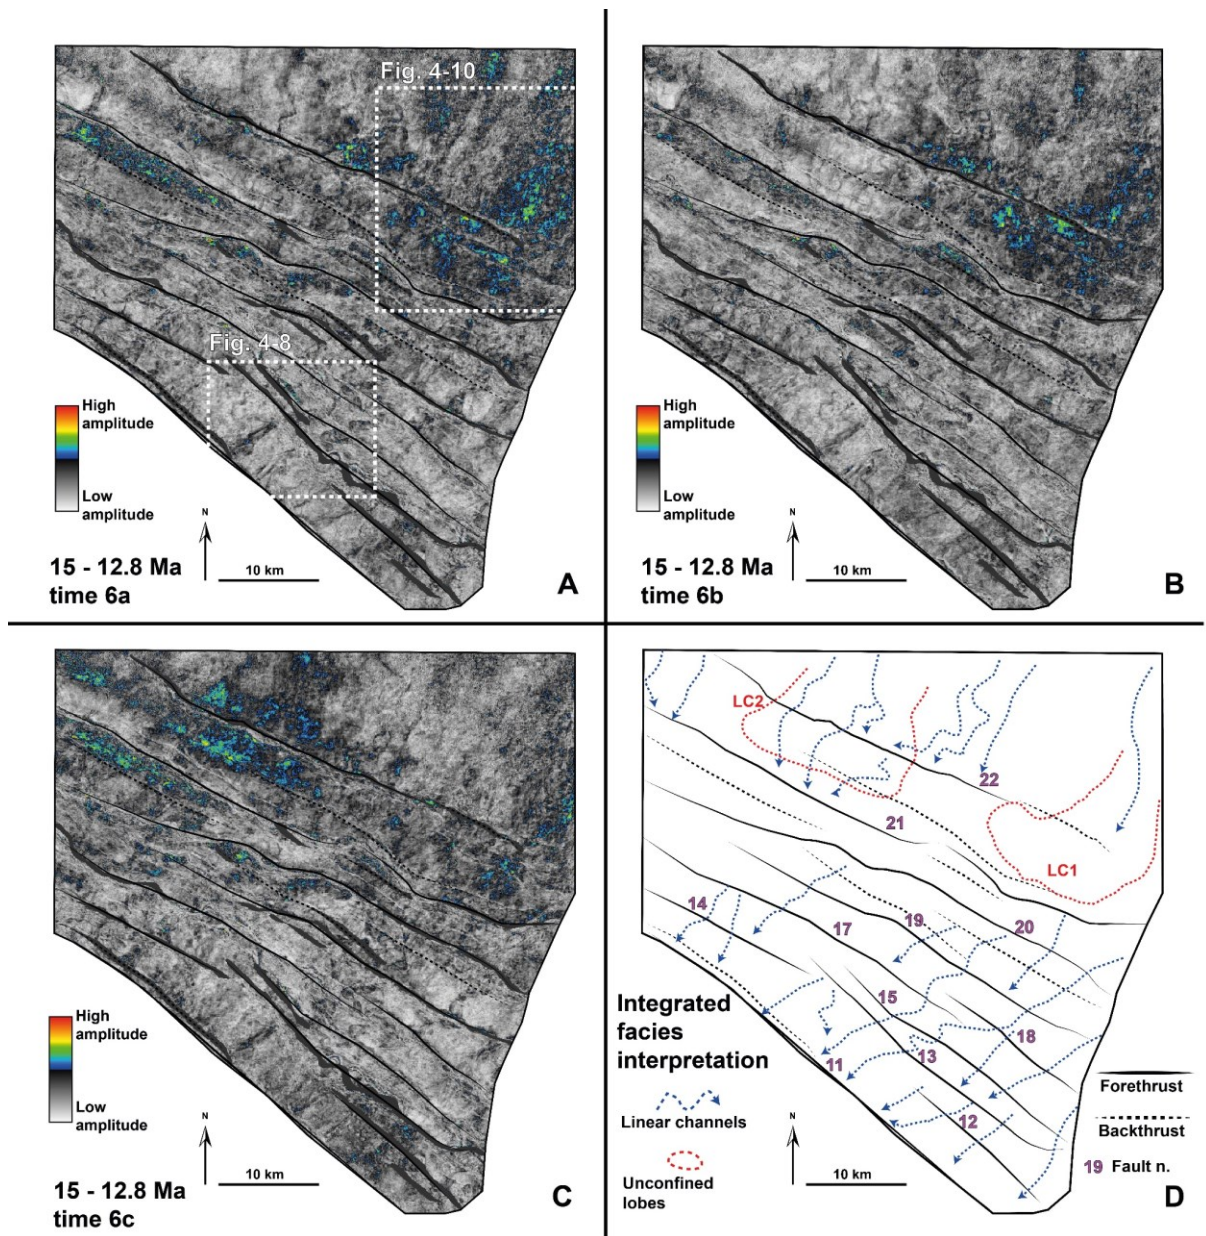 Fig. 4-10
Fig. 4-8
High
amplitude
Low
amplitude
N
10 km
15 - 12.8 Ma
time 6a
A
High
amplitude
Low
amplitude
N
10 km
15 - 12.8 Ma
time 6b
B
High
amplitude
Low
amplitude
N
10 km
15 - 12.8 Ma
time 6c
C
LC2
22
21
LC1
14
17
19
20
15
18
13
11
12
Integrated
facies
interpretation
Linear channels
Unconfined
lobes
N
10 km
Forethrust
Backthrust
19 Fault n.
D